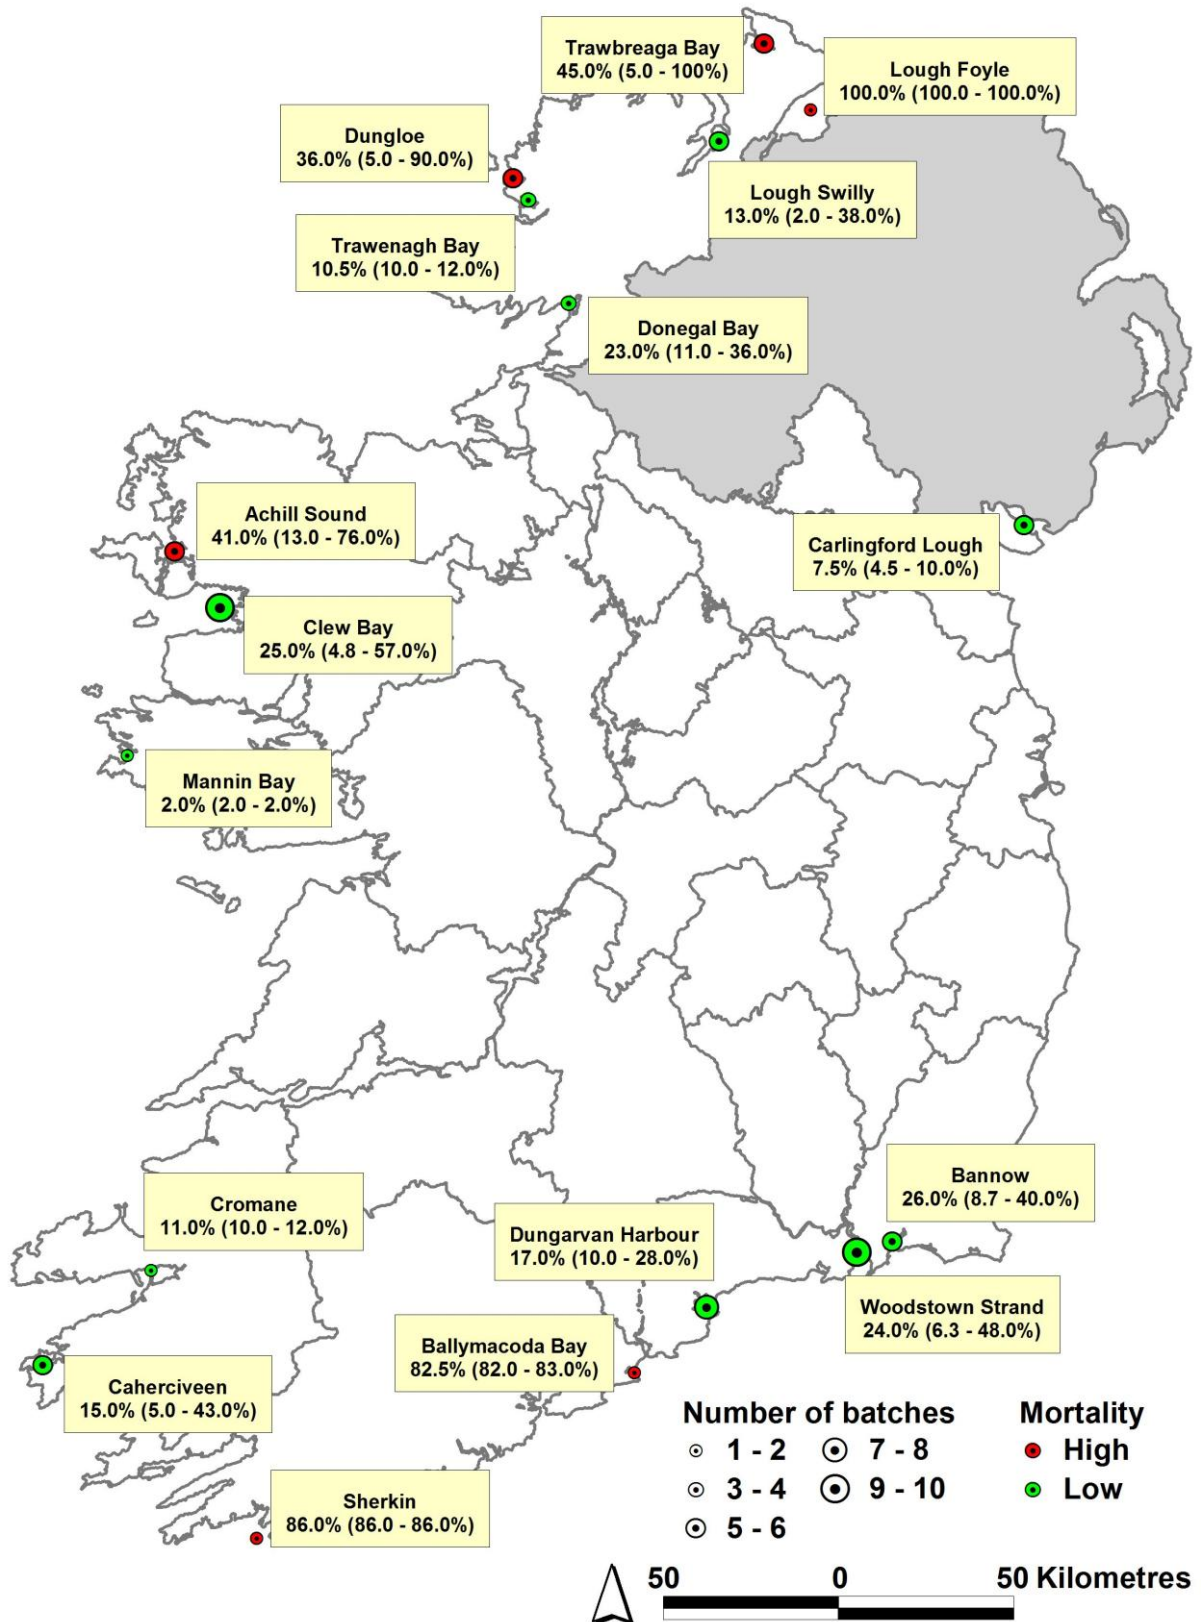 Trawbreaga Bay
45.0% (5.0 - 100%)
Lough Foyle
100.0% (100.0 - 100.0%)
Dungloe
36.0% (5.0 - 90.0%)
Lough Swilly
13.0% (2.0 - 38.0%)
Trawenagh Bay
10.5% (10.0 - 12.0%)
Donegal Bay
23.0% (11.0 - 36.0%)
Achill Sound
41.0% (13.0 - 76.0%)
Carlingford Lough
7.5% (4.5 - 10.0%)
Clew Bay
25.0% (4.8 - 57.0%)
Mannin Bay
2.0% (2.0 - 2.0%)
Bannow
26.0% (8.7 - 40.0%)
Cromane
11.0% (10.0 - 12.0%)
Dungarvan Harbour
17.0% (10.0 - 28.0%)
Woodstown Strand
24.0% (6.3 - 48.0%)
Ballymacoda Bay
82.5% (82.0 - 83.0%)
Caherciveen
15.0% (5.0 - 43.0%)
Sherkin
86.0% (86.0 - 86.0%)
Number of batches
1 - 2
3 - 4
5 - 6
7 - 8
9 - 10
Mortality
High
Low
50 0 50 Kilometres